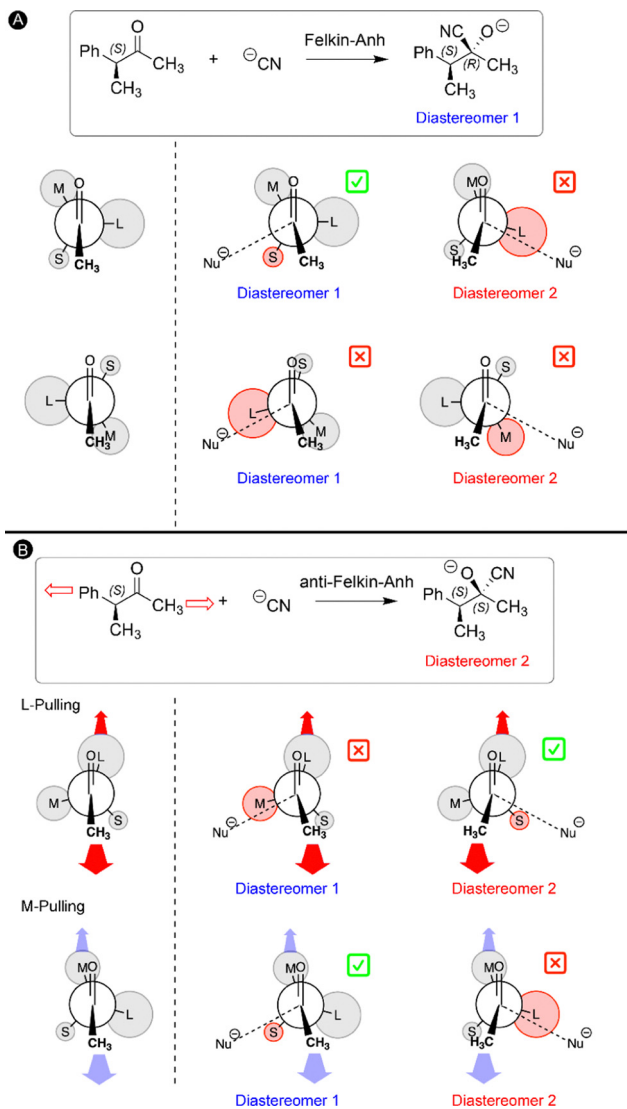 A
Ph (S) O CH3 CH3 + ⊖CN Felkin-Anh NC O⊖ Ph (S) (R) CH3 CH3
Diastereomer 1
M O L S CH3
M O L S CH3 Nu⊖
MO L S H3C Nu⊖
Diastereomer 1
Diastereomer 2
O S L M CH3
O S L M CH3 Nu⊖
O S L M H3C Nu⊖
Diastereomer 1
Diastereomer 2
B
Ph (S) O CH3 CH3 + ⊖CN anti-Felkin-Anh ⊖O CN Ph (S) (S) CH3 CH3
Diastereomer 2
L-Pulling
OL M S CH3
OL M S CH3 Nu⊖
OL M S H3C Nu⊖
Diastereomer 1
Diastereomer 2
M-Pulling
MO L S CH3
MO L S CH3 Nu⊖
MO L S H3C Nu⊖
Diastereomer 1
Diastereomer 2